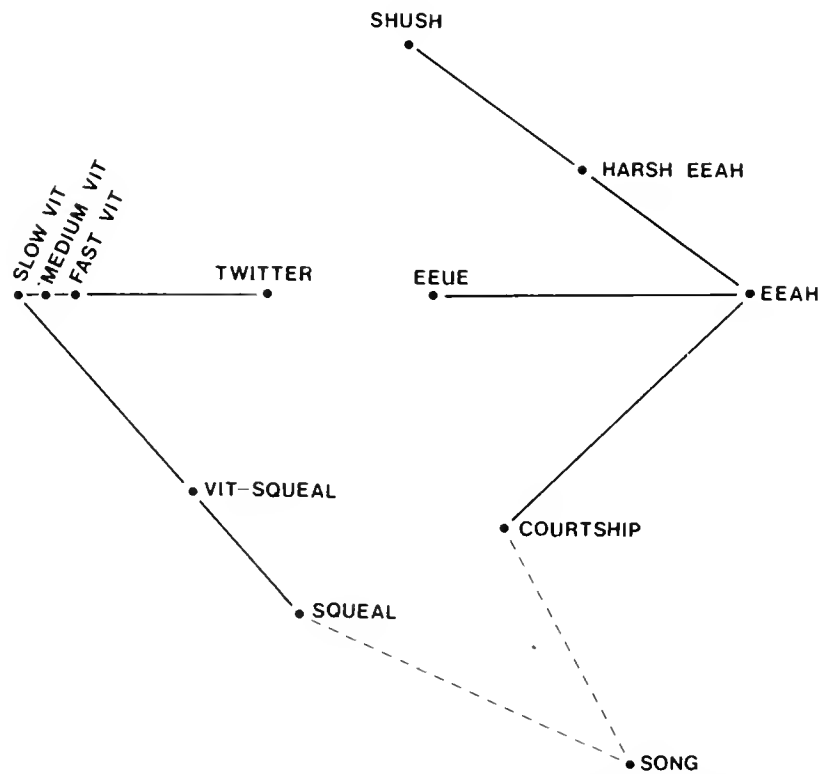 SHUSH
HARSH EEAH
SLOW VIT
MEDIUM VIT
FAST VIT
TWITTER
EEUE
EEAH
VIT-SQUEAL
COURTSHIP
SQUEAL
SONG